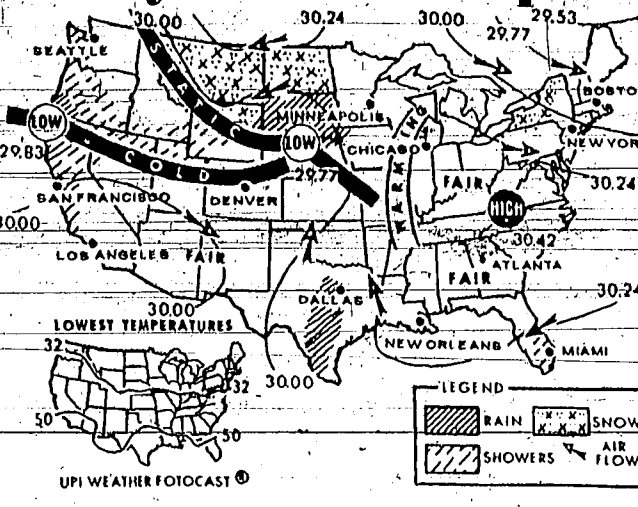 30.00
30.24
30.00
29.53
29.77
SEATTLE
STATIC
BOSTO
MINNEAPOLIS
LOW
LOW
CHICAGO
WARMING
NEW YOR
29.83
COLD
29.77
FAIR
SAN FRANCISCO
DENVER
HIGH
30.24
30.00
30.42
LOS ANGELES
FAIR
ATLANTA
FAIR
DALLAS
30.00
30.24
LOWEST TEMPERATURES
32
NEW ORLEANS
MIAMI
30.00
32
LEGEND
50
50
RAIN
SNOW
SHOWERS
AIR
FLOW
UPI WEATHER FOTOCAST ®